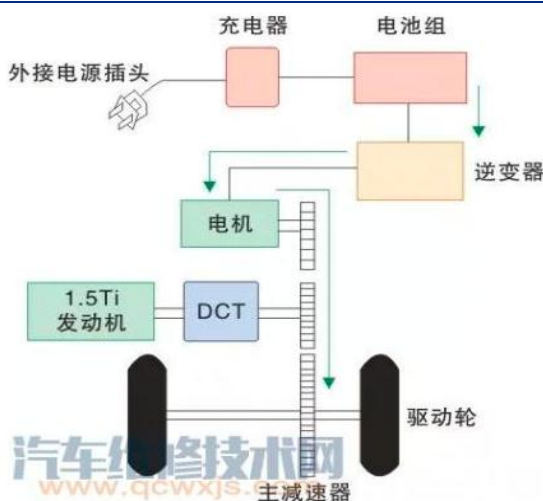 充电器
电池组
外接电源插头
逆变器
电机
1.5Ti
发动机
DCT
驱动轮
汽车维修技术网
www.qcwxjs.com
主减速器